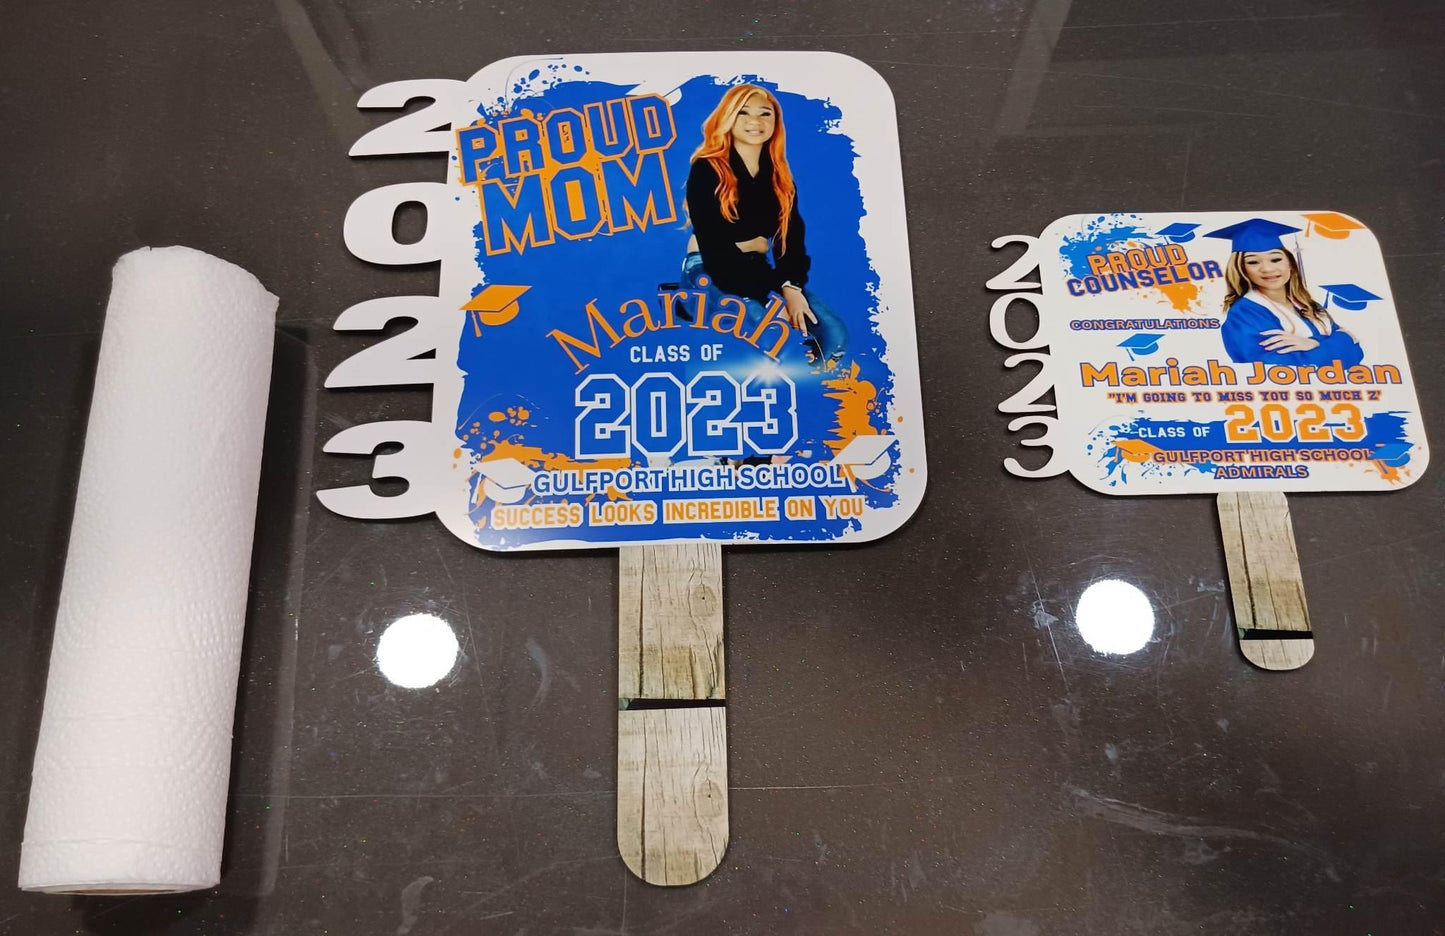 2023
PROUD
MOM
Mariah
CLASS OF
2023
GULFPORT HIGH SCHOOL
SUCCESS LOOKS INCREDIBLE ON YOU
2023
PROUD
COUNSELOR
CONGRATULATIONS
Mariah Jordan
"I'M GOING TO MISS YOU SO MUCH Z'
CLASS OF 2023
GULFPORT HIGH SCHOOL
ADMIRALS